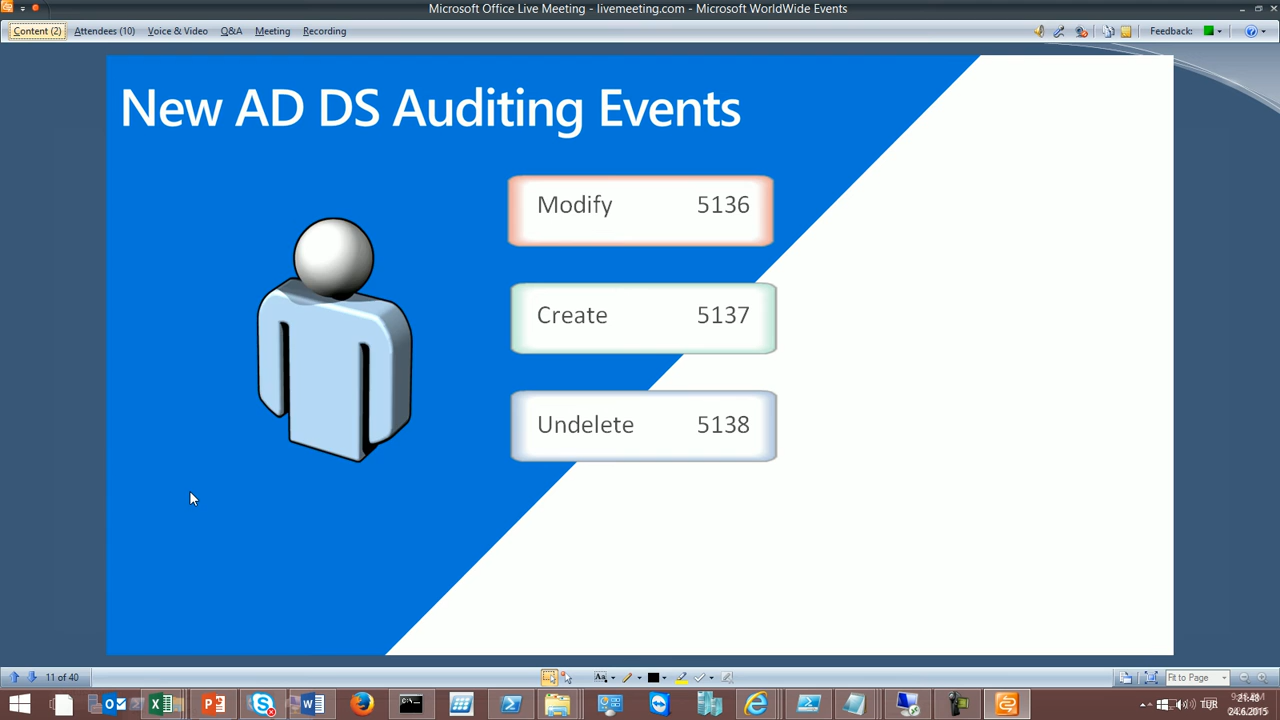 Microsoft Office Live Meeting - livemeeting.com - Microsoft WorldWide Events
Content (2) Attendees (10) Voice & Video Q&A Meeting Recording Feedback:
New AD DS Auditing Events
Modify 5136
Create 5137
Undelete 5138
11 of 40 Aa Fit to Page
TUR
24.6.2015